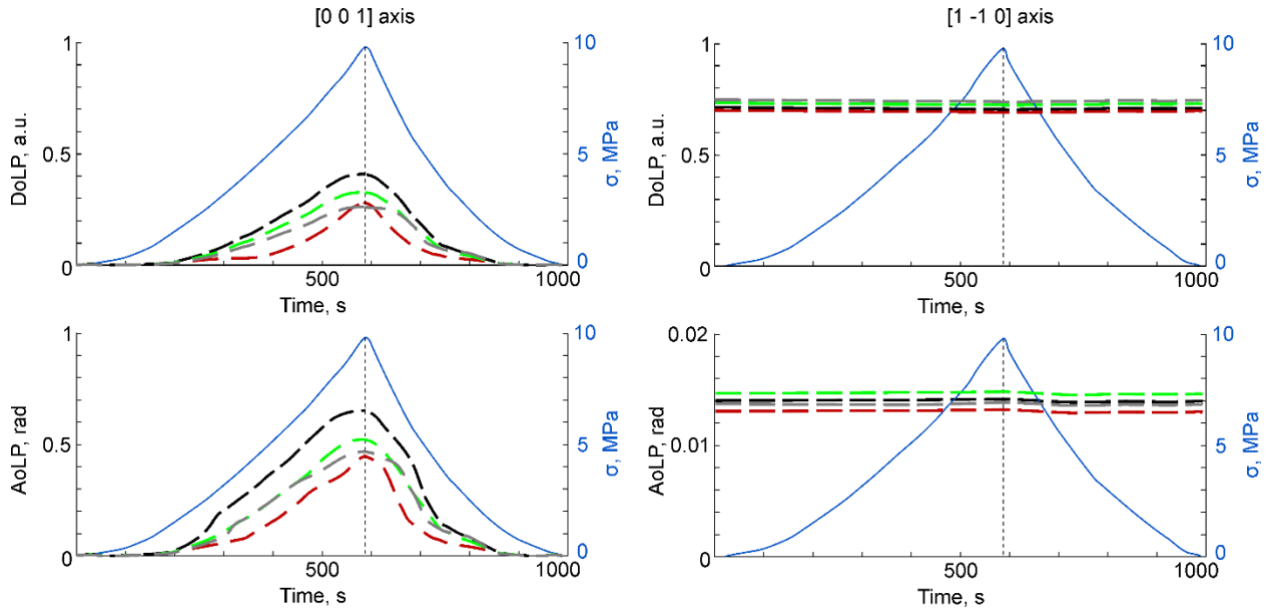 [0 0 1] axis
[1 -1 0] axis
1
0.5
0
DoLP, a.u.
10
5
0
σ, MPa
500
1000
Time, s
1
0.5
0
DoLP, a.u.
10
5
0
σ, MPa
500
1000
Time, s
1
0.5
0
AoLP, rad
10
5
0
σ, MPa
500
1000
Time, s
0.02
0.01
0
AoLP, rad
10
5
0
σ, MPa
500
1000
Time, s